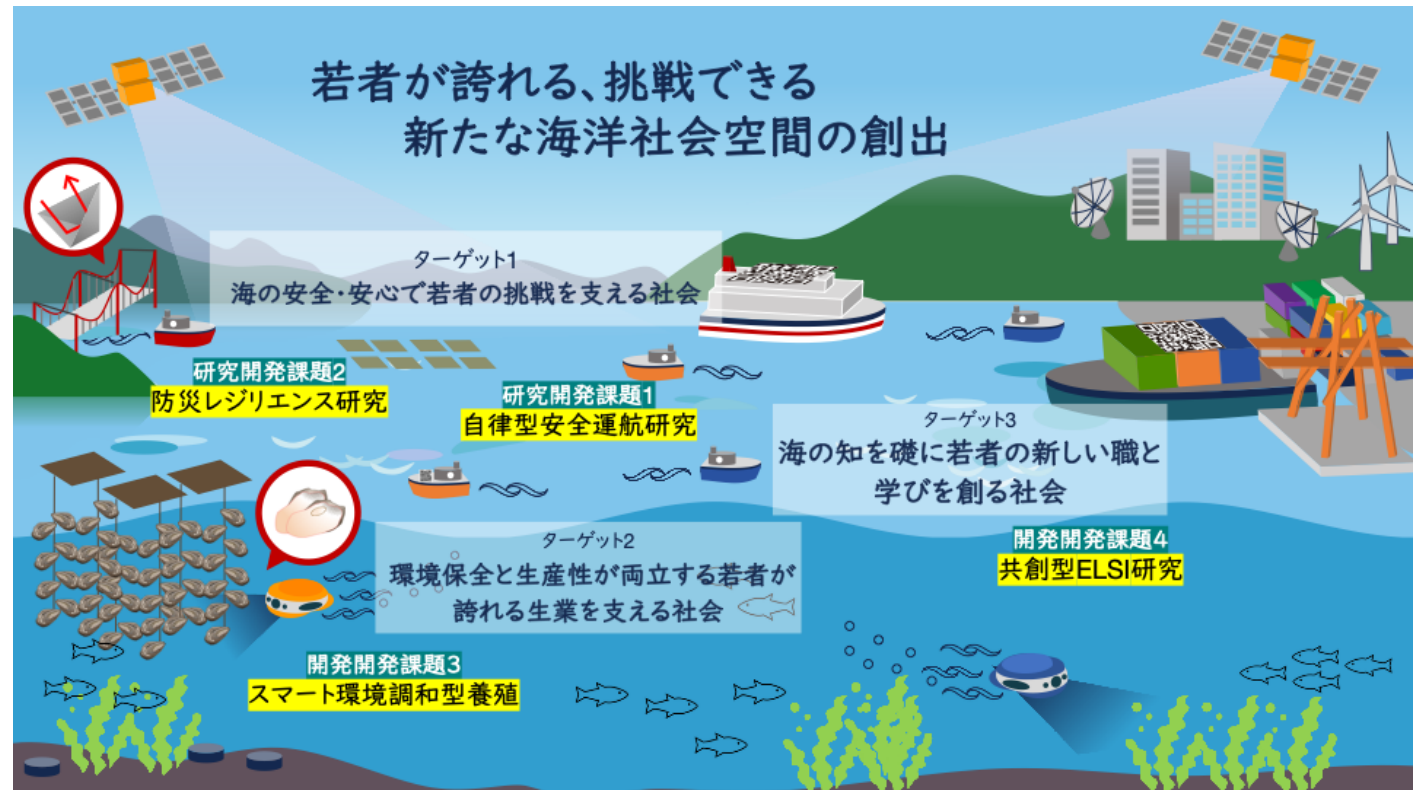 若者が誇れる、挑戦できる
新たな海洋社会空間の創出
ターゲット1
海の安全・安心で若者の挑戦を支える社会
研究開発課題2
防災レジリエンス研究
研究開発課題1
自律型安全運航研究
ターゲット3
海の知を礎に若者の新しい職と
学びを創る社会
開発開発課題4
共創型ELSI研究
ターゲット2
環境保全と生産性が両立する若者が
誇れる生業を支える社会
開発開発課題3
スマート環境調和型養殖